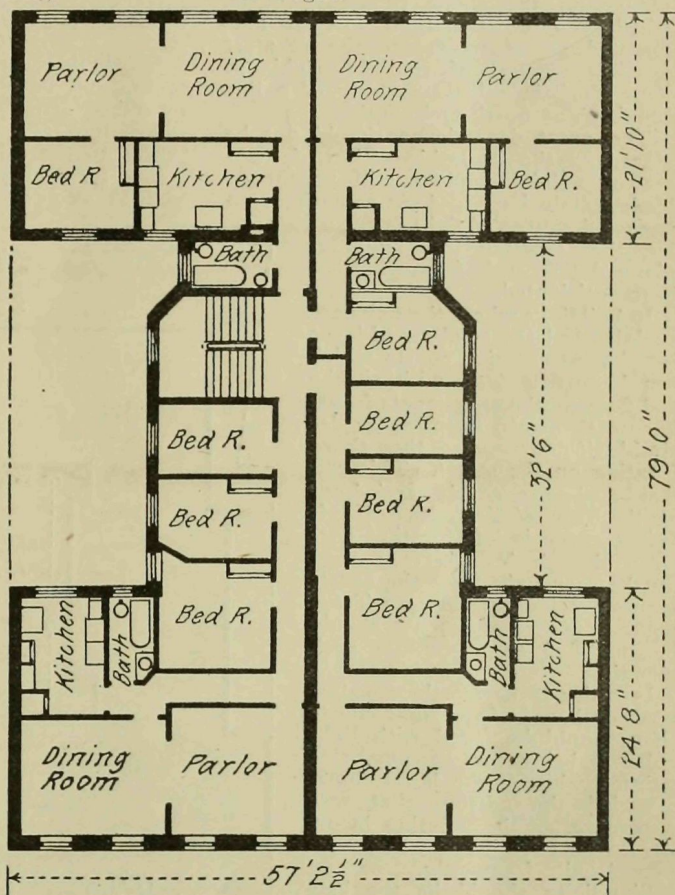 Parlor
Dining
Room
Dining
Room
Parlor
21'10"
Bed R
Kitchen
Kitchen
Bed R.
Bath
Bath
Bed R.
Bed R.
Bed R.
32'6"
79'0"
Bed R.
Bed R.
Bed R.
Bed R.
Kitchen
Bath
Bath
Kitchen
24'8"
Dining
Room
Parlor
Parlor
Dining
Room
57'2½"